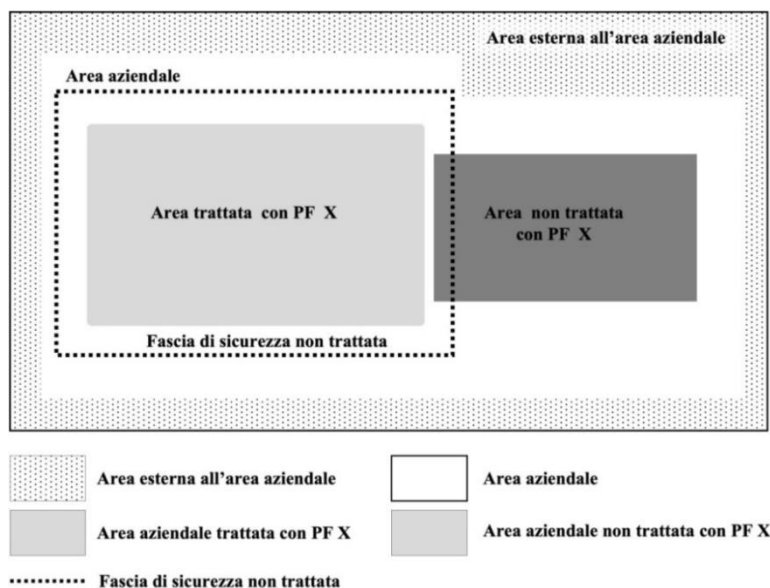 Area esterna all’area aziendale
Area aziendale
Area trattata con PF X
Area non trattata
con PF X
Fascia di sicurezza non trattata
Area esterna all’area aziendale
Area aziendale
Area aziendale trattata con PF X
Area aziendale non trattata con PF X
Fascia di sicurezza non trattata